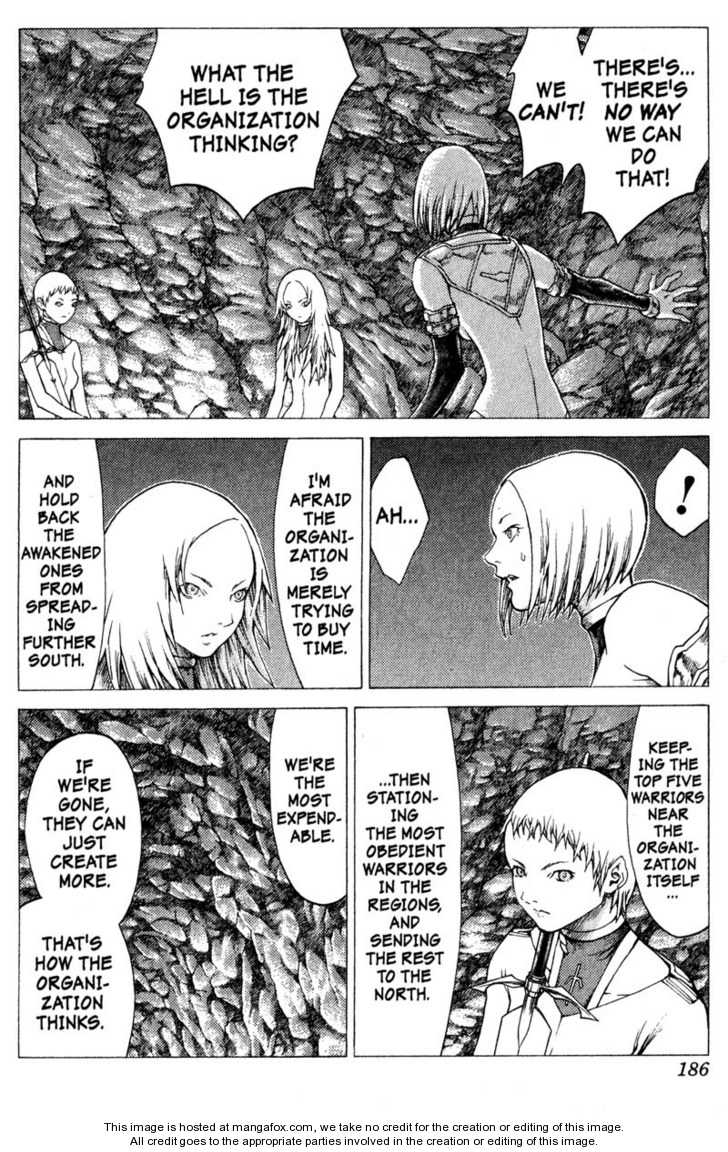 THERE'S...
THERE'S
NO WAY
WE CAN
DO
THAT!
WE
CAN'T!
WHAT THE
HELL IS THE
ORGANIZATION
THINKING?
!
AH...
I'M
AFRAID
THE
ORGANI-
ZATION
IS
MERELY
TRYING
TO BUY
TIME.
AND
HOLD
BACK
THE
AWAKENED
ONES
FROM
SPREAD-
ING
FURTHER
SOUTH.
KEEP-
ING THE
TOP FIVE
WARRIORS
NEAR
THE
ORGANI-
ZATION
ITSELF
...
...THEN
STATION-
ING
THE MOST
OBEDIENT
WARRIORS
IN THE
REGIONS,
AND
SENDING
THE REST
TO THE
NORTH.
WE'RE
THE
MOST
EXPEND-
ABLE.
IF
WE'RE
GONE,
THEY CAN
JUST
CREATE
MORE.
THAT'S
HOW THE
ORGANI-
ZATION
THINKS.
186
This image is hosted at mangafox.com, we take no credit for the creation or editing of this image.
All credit goes to the appropriate parties involved in the creation or editing of this image.